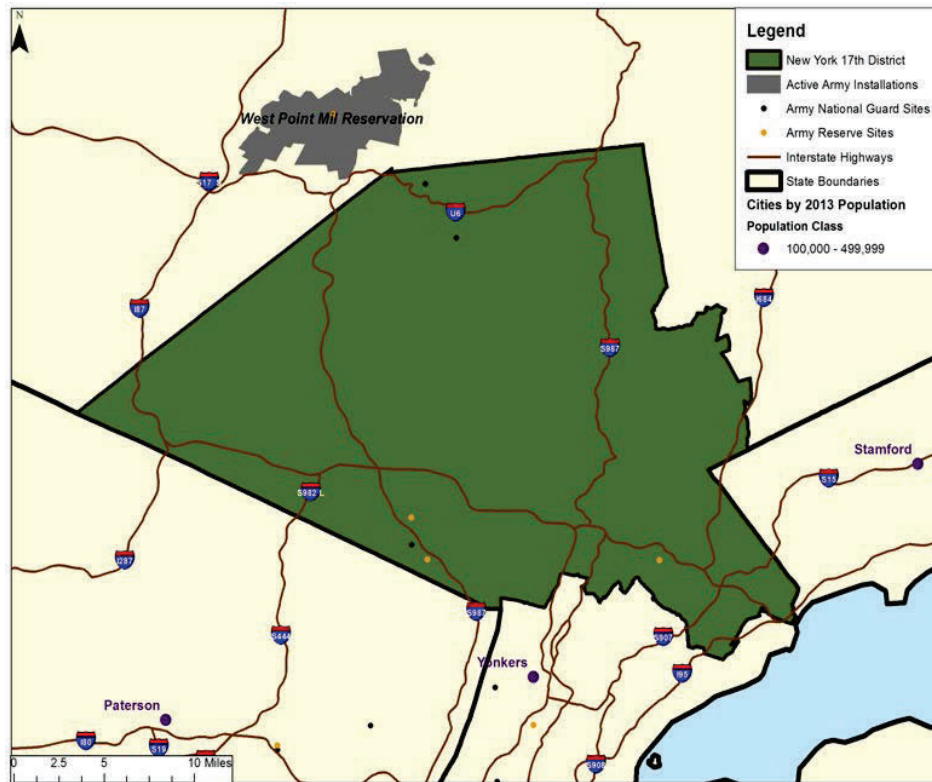 N
Legend
New York 17th District
Active Army Installations
Army National Guard Sites
Army Reserve Sites
Interstate Highways
State Boundaries
Cities by 2013 Population
Population Class
100,000 - 499,999
West Point Mil Reservation
U6
I87
I684
S987
Stamford
S15
S982 L
I287
S987
S444
S907
Yonkers
I95
Paterson
I80
S19
S908
0 2.5 5 10 Miles